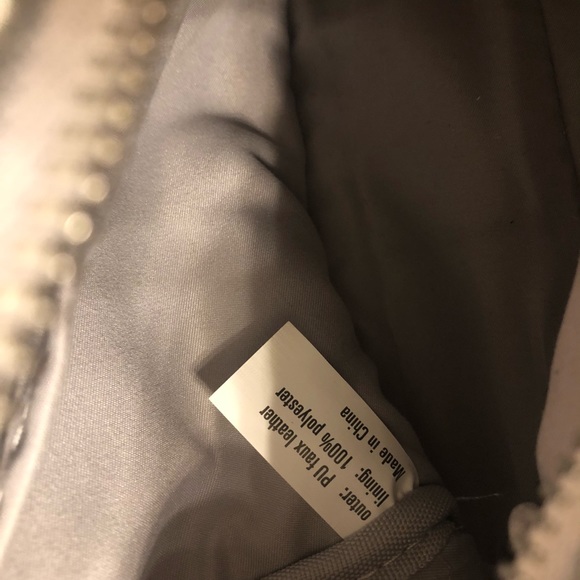 outer: PU faux leather
lining: 100% polyester
Made in China